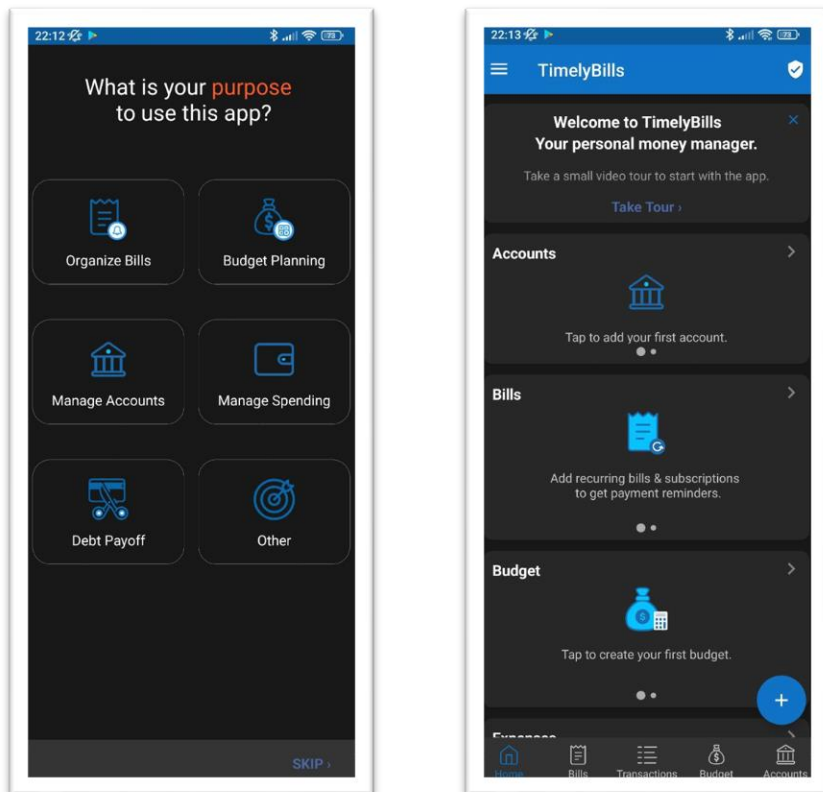 22:12
What is your purpose
to use this app?
Organize Bills
Budget Planning
Manage Accounts
Manage Spending
Debt Payoff
Other
SKIP ›
22:13
TimelyBills
Welcome to TimelyBills
Your personal money manager.
Take a small video tour to start with the app.
Take Tour ›
Accounts
Tap to add your first account.
Bills
Add recurring bills & subscriptions
to get payment reminders.
Budget
Tap to create your first budget.
+
Expenses
Home
Bills
Transactions
Budget
Accounts